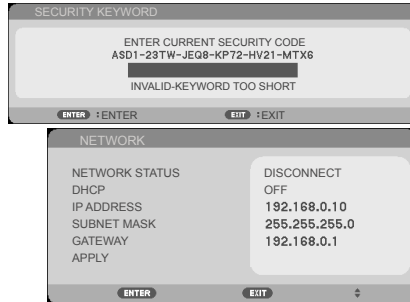 SECURITY KEYWORD
ENTER CURRENT SECURITY CODE
ASD1-23TW-JEQ8-KP72-HV21-MTX6
INVALID-KEYWORD TOO SHORT
ENTER :ENTER EXIT :EXIT
NETWORK
NETWORK STATUS DISCONNECT
DHCP OFF
IP ADDRESS 192.168.0.10
SUBNET MASK 255.255.255.0
GATEWAY 192.168.0.1
APPLY
ENTER EXIT